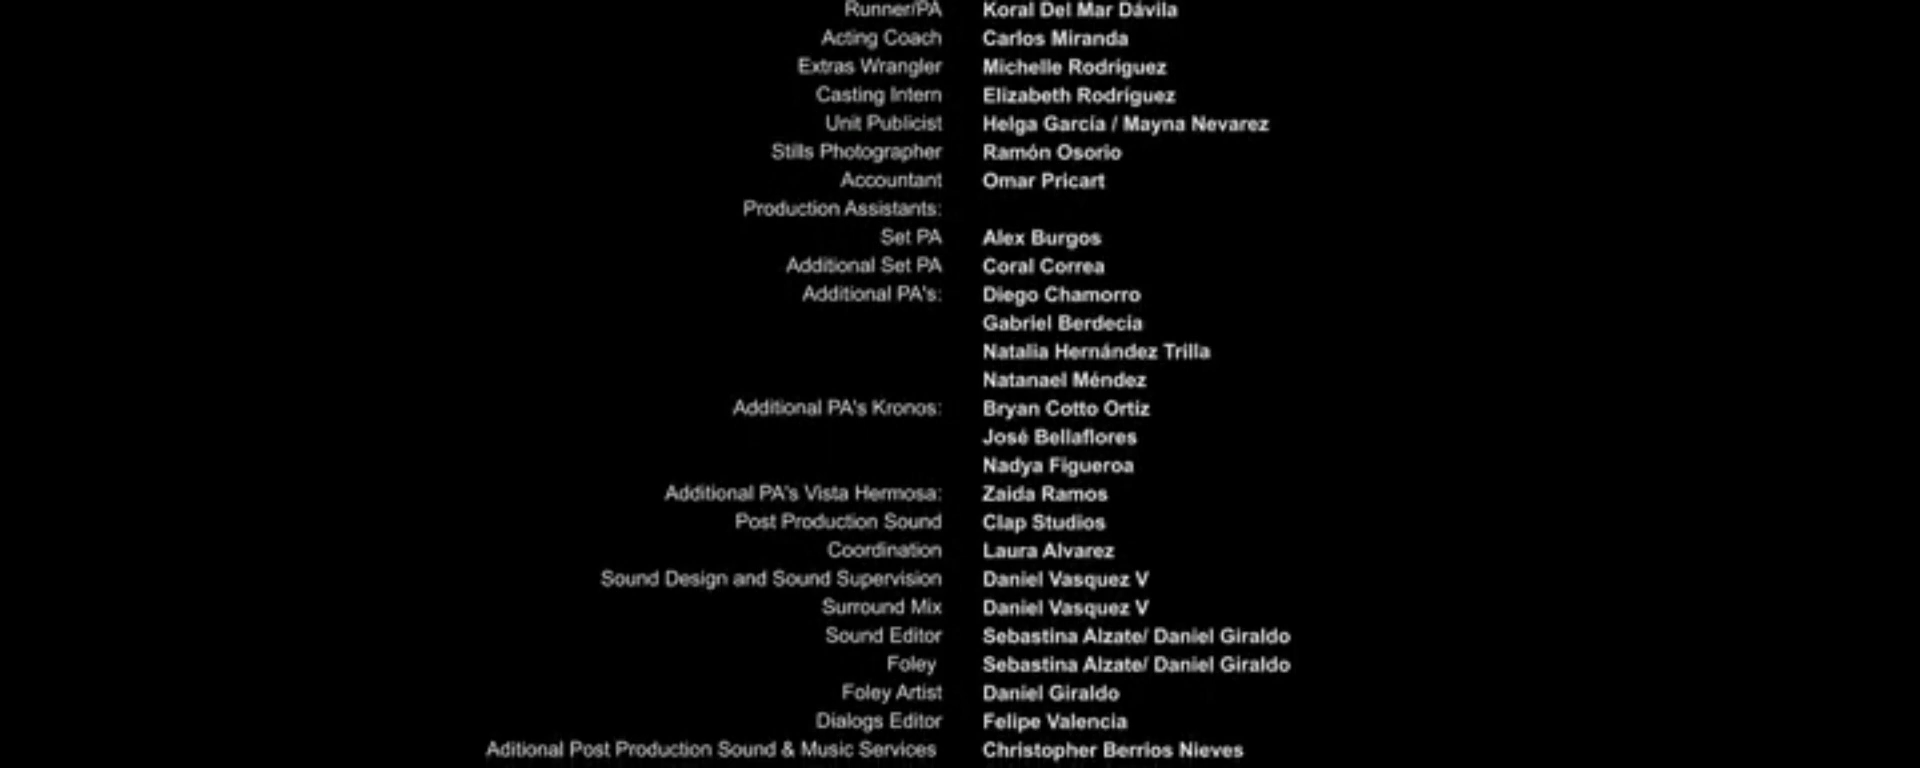 Runner/PA Koral Del Mar Dávila
Acting Coach Carlos Miranda
Extras Wrangler Michelle Rodríguez
Casting Intern Elizabeth Rodríguez
Unit Publicist Helga García / Mayna Nevarez
Stills Photographer Ramón Osorio
Accountant Omar Pricart
Production Assistants:
Set PA Alex Burgos
Additional Set PA Coral Correa
Additional PA's: Diego Chamorro
Gabriel Berdecía
Natalia Hernández Trilla
Natanael Méndez
Additional PA's Kronos: Bryan Cotto Ortiz
José Bellaflores
Nadya Figueroa
Additional PA's Vista Hermosa: Zaida Ramos
Post Production Sound Clap Studios
Coordination Laura Alvarez
Sound Design and Sound Supervision Daniel Vasquez V
Surround Mix Daniel Vasquez V
Sound Editor Sebastina Alzate/ Daniel Giraldo
Foley Sebastina Alzate/ Daniel Giraldo
Foley Artist Daniel Giraldo
Dialogs Editor Felipe Valencia
Aditional Post Production Sound & Music Services Christopher Berrios Nieves